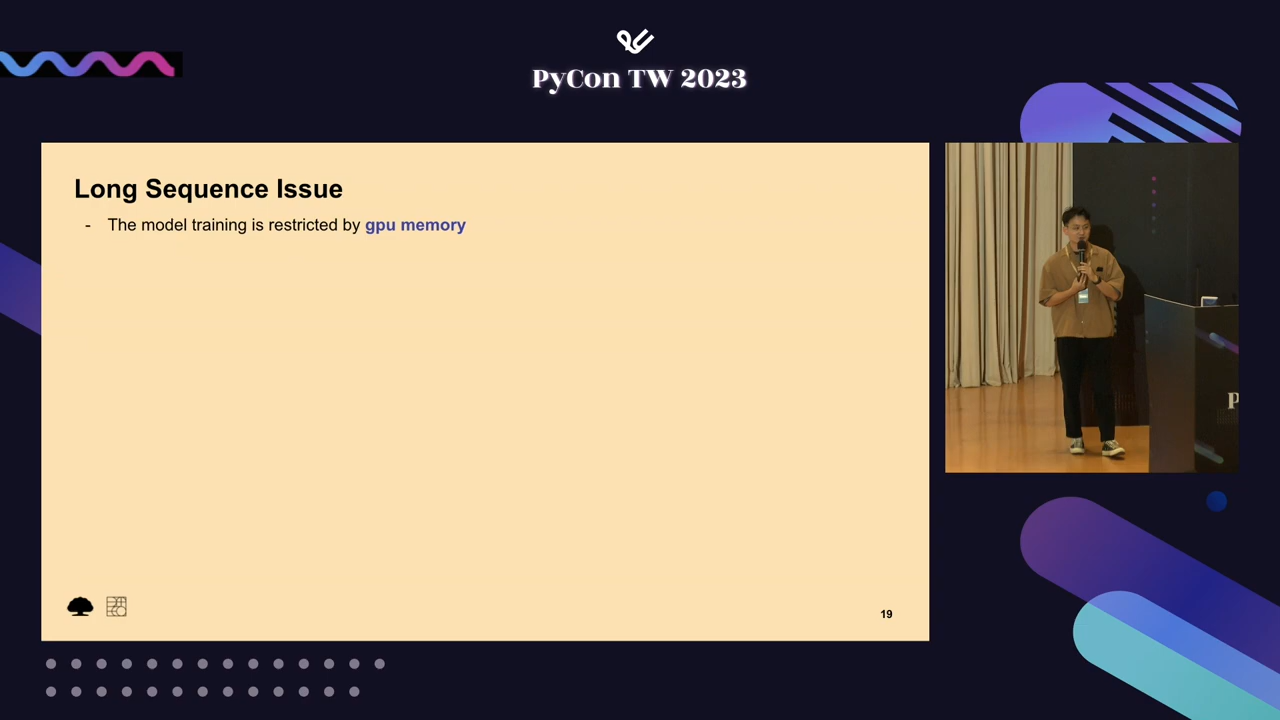 PyCon TW 2023
Long Sequence Issue
- The model training is restricted by gpu memory
19
P